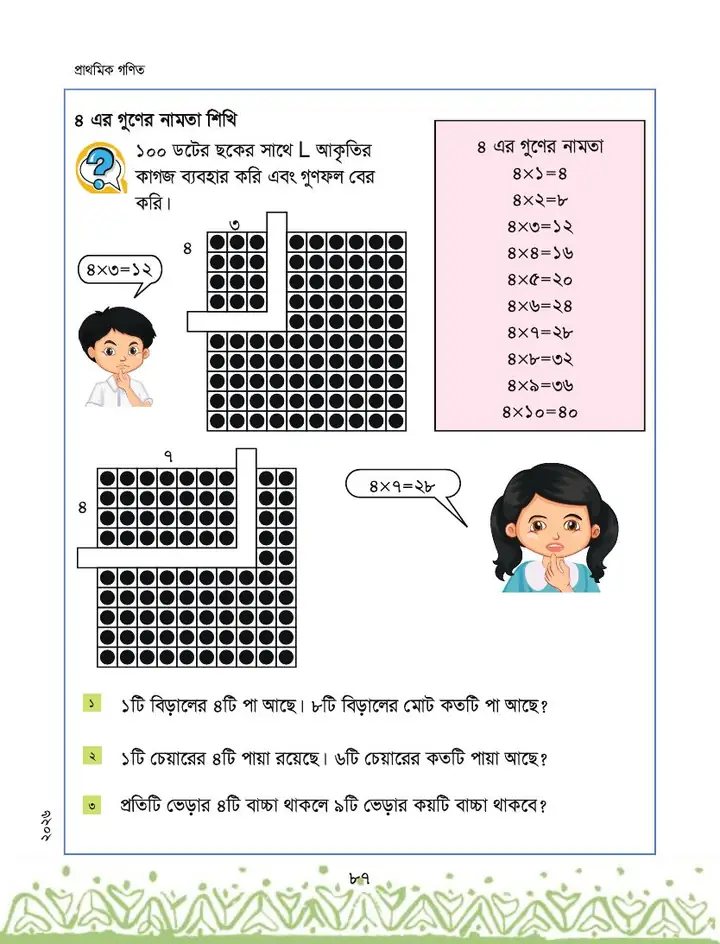 প্রাথমিক গণিত
৪ এর গুণের নামতা শিখি
১০০ ডটের ছকের সাথে L আকৃতির
কাগজ ব্যবহার করি এবং গুণফল বের
করি।
৩
৪
৪×৩=১২
৪ এর গুণের নামতা
৪×১=৪
৪×২=৮
৪×৩=১২
৪×৪=১৬
৪×৫=২০
৪×৬=২৪
৪×৭=২৮
৪×৮=৩২
৪×৯=৩৬
৪×১০=৪০
৭
৪
৪×৭=২৮
১ ১টি বিড়ালের ৪টি পা আছে। ৮টি বিড়ালের মোট কতটি পা আছে?
২ ১টি চেয়ারের ৪টি পায়া রয়েছে। ৬টি চেয়ারের কতটি পায়া আছে?
৩ প্রতিটি ভেড়ার ৪টি বাচ্চা থাকলে ৯টি ভেড়ার কয়টি বাচ্চা থাকবে?
২০২৬
৮৭